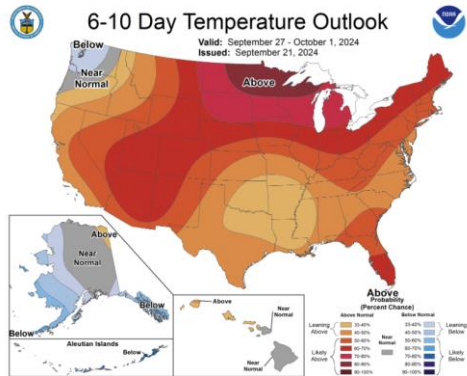 6-10 Day Temperature Outlook
Valid: September 27 - October 1, 2024
Issued: September 21, 2024
noaa
Below
Near
Normal
Above
Above
Near
Normal
Below
Below
Aleutian Islands
Below
Above
Near
Normal
Near
Normal
Above
Probability
(Percent Chance)
Above Normal
Below Normal
Leaning
Above
Likely
Above
33-40%
40-50%
50-60%
60-70%
70-80%
80-90%
90-100%
Near
Normal
33-40%
40-50%
50-60%
60-70%
70-80%
80-90%
90-100%
Leaning
Below
Likely
Below